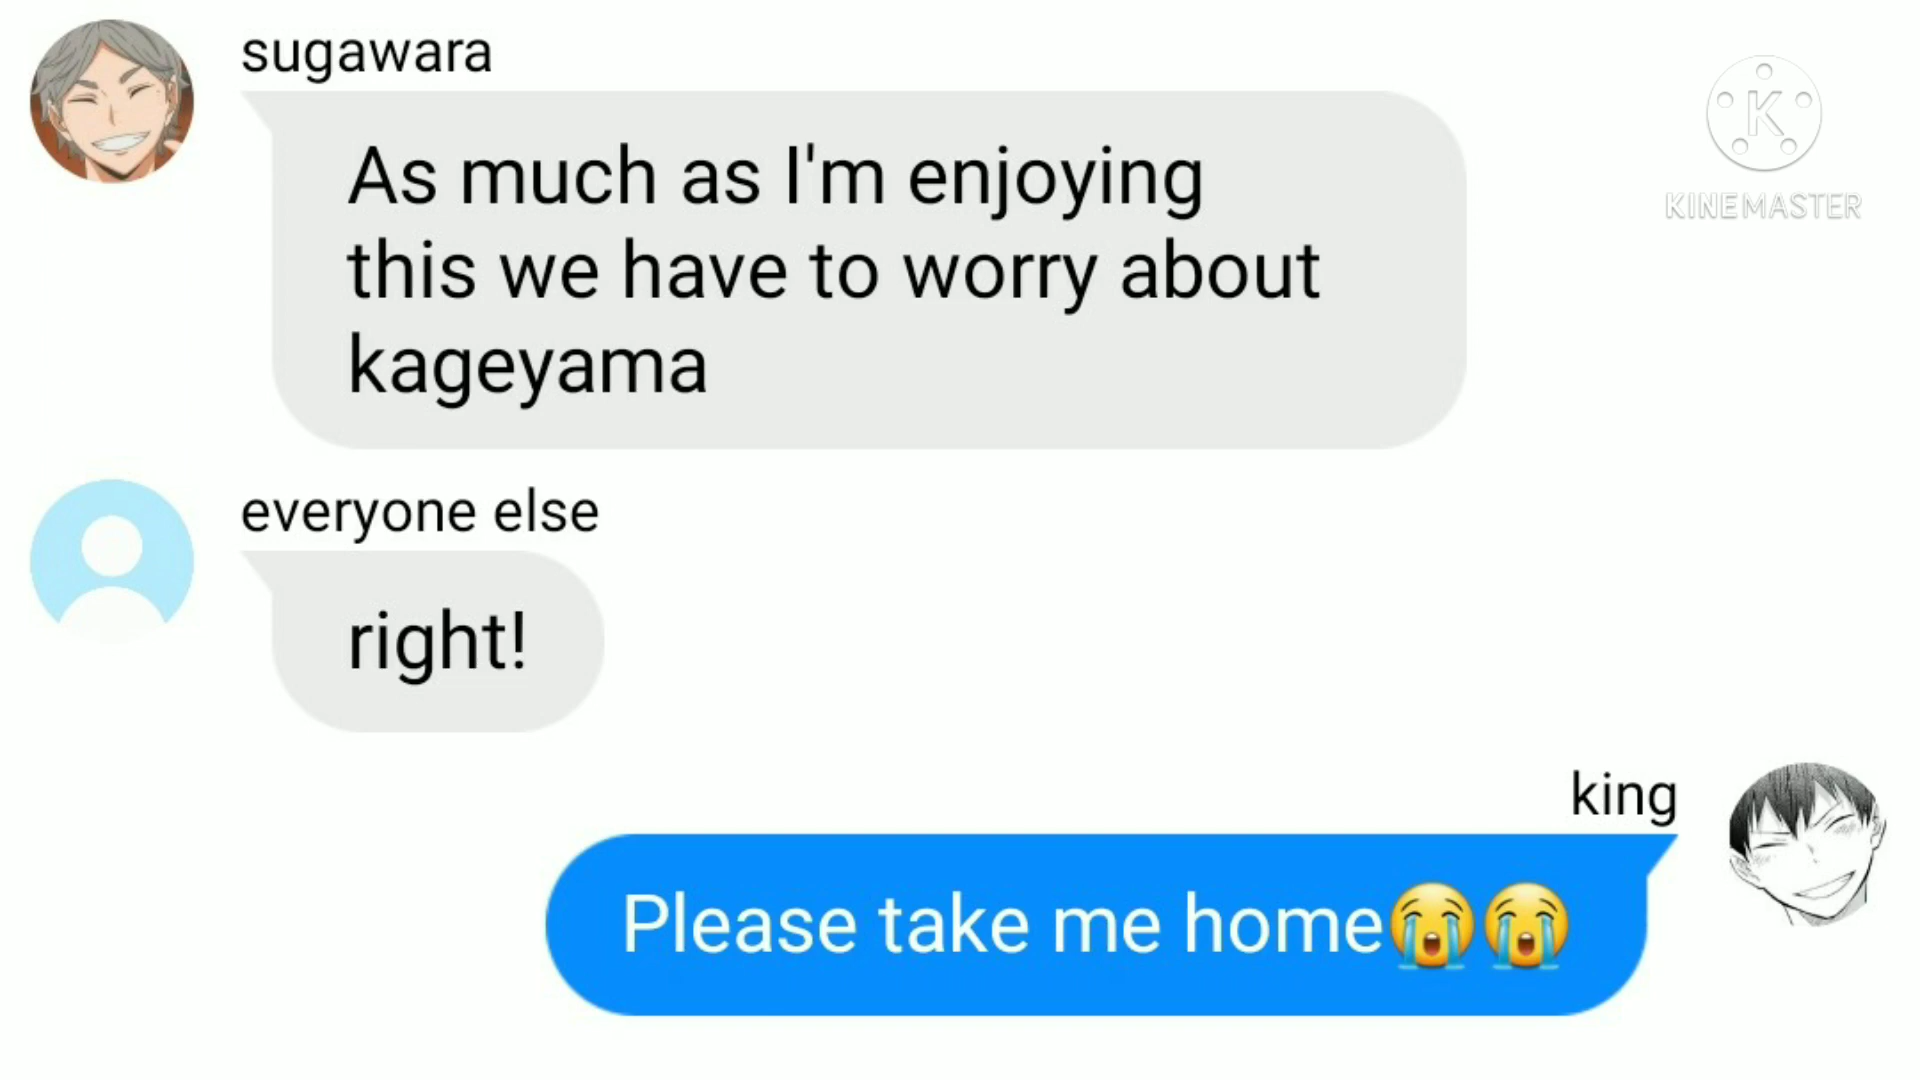 sugawara
As much as I'm enjoying
this we have to worry about
kageyama
K
KINEMASTER
everyone else
right!
king
Please take me home😭😭